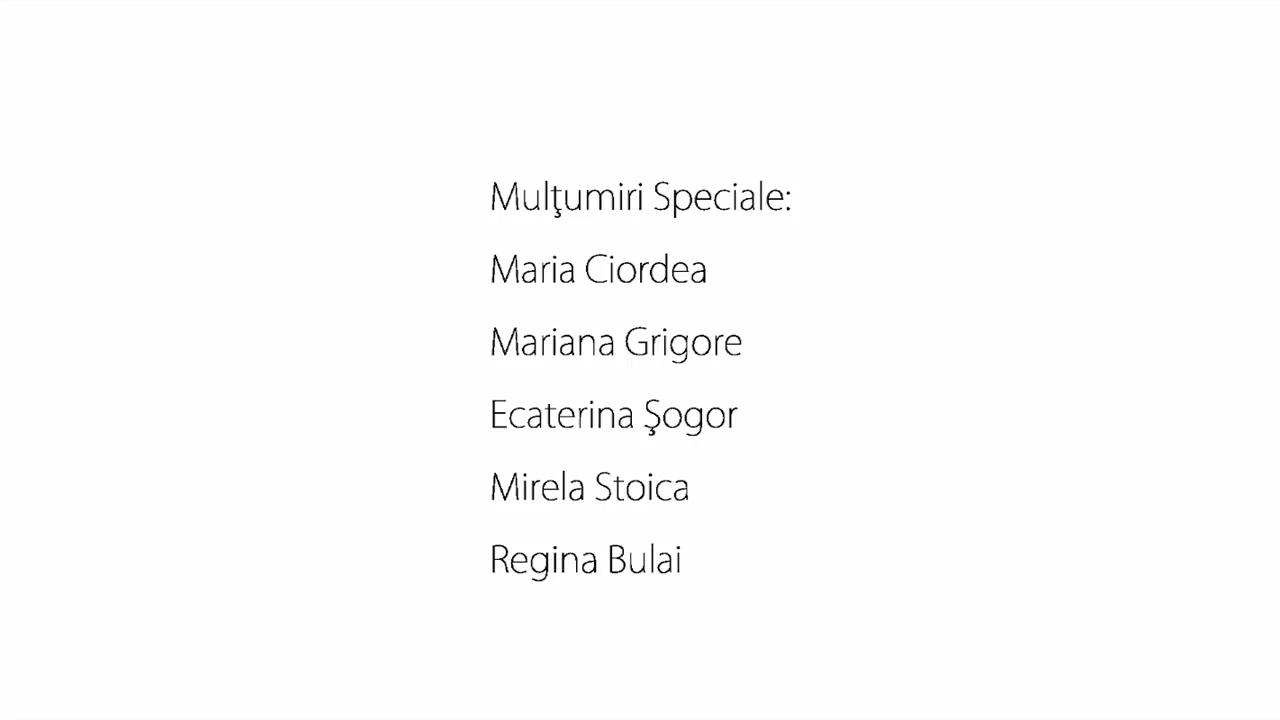 Mulţumiri Speciale:
Maria Ciordea
Mariana Grigore
Ecaterina Şogor
Mirela Stoica
Regina Bulai